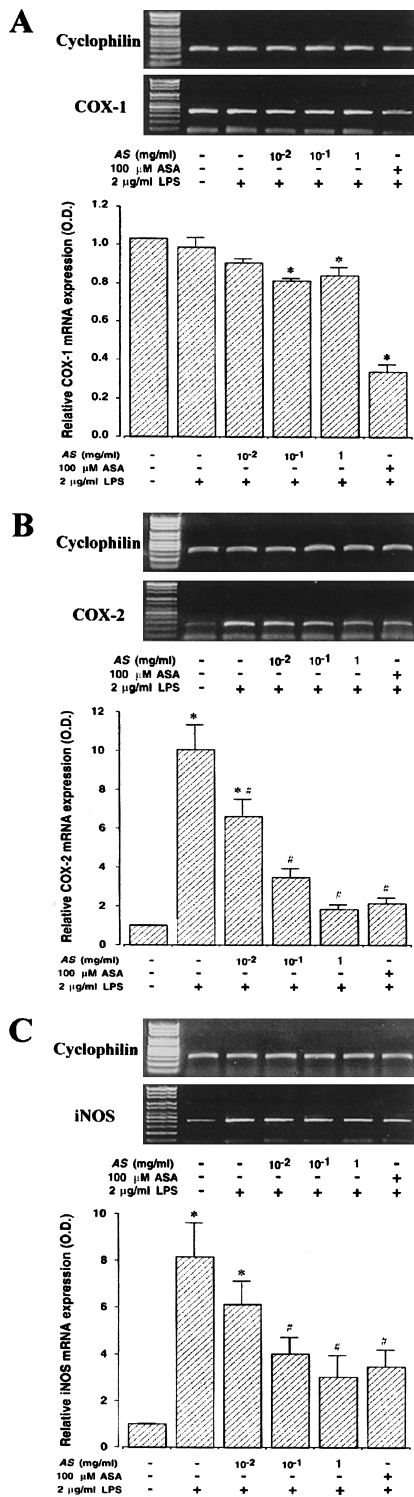 A
Cyclophilin
COX-1
AS (mg/ml) - - 10-2 10-1 1 -
100 μM ASA - - - - - +
2 μg/ml LPS - + + + + +
Relative COX-1 mRNA expression (O.D.)
1.2
1.0
0.8
0.6
0.4
0.2
0.0
* * *
AS (mg/ml) - - 10-2 10-1 1 -
100 μM ASA - - - - - +
2 μg/ml LPS - + + + + +
B
Cyclophilin
COX-2
AS (mg/ml) - - 10-2 10-1 1 -
100 μM ASA - - - - - +
2 μg/ml LPS - + + + + +
Relative COX-2 mRNA expression (O.D.)
12
10
8
6
4
2
0
* *# # # #
AS (mg/ml) - - 10-2 10-1 1 -
100 μM ASA - - - - - +
2 μg/ml LPS - + + + + +
C
Cyclophilin
iNOS
AS (mg/ml) - - 10-2 10-1 1 -
100 μM ASA - - - - - +
2 μg/ml LPS - + + + + +
Relative iNOS mRNA expression (O.D.)
10
8
6
4
2
0
* * # # #
AS (mg/ml) - - 10-2 10-1 1 -
100 μM ASA - - - - - +
2 μg/ml LPS - + + + + +